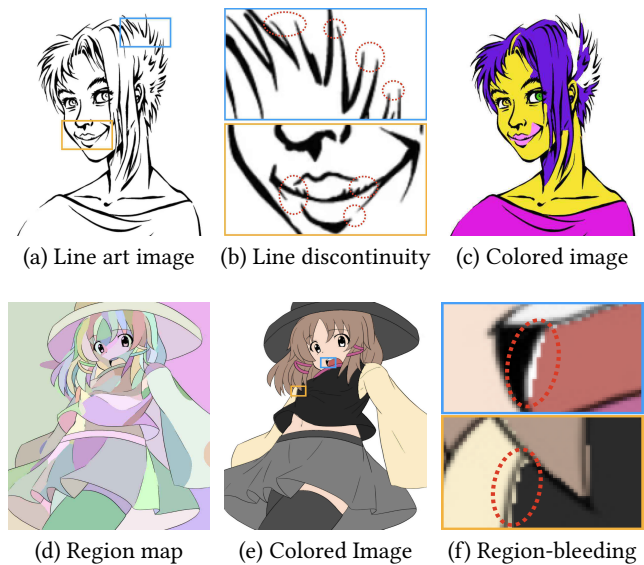 (a) Line art image (b) Line discontinuity (c) Colored image
(d) Region map (e) Colored Image (f) Region-bleeding